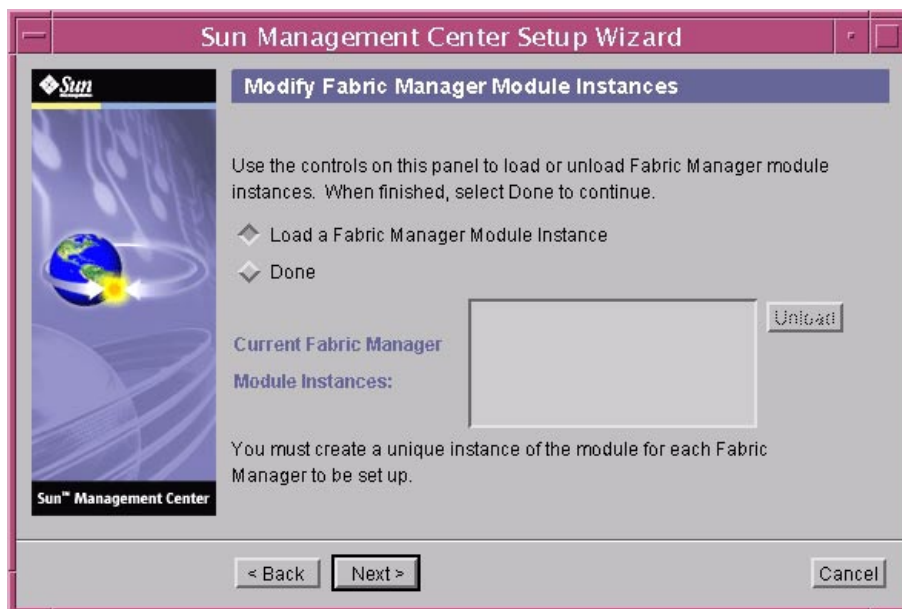 Sun Management Center Setup Wizard
Sun
Modify Fabric Manager Module Instances
Use the controls on this panel to load or unload Fabric Manager module
instances. When finished, select Done to continue.
Load a Fabric Manager Module Instance
Done
Unload
Current Fabric Manager
Module Instances:
You must create a unique instance of the module for each Fabric
Manager to be set up.
Sun™ Management Center
< Back
Next >
Cancel